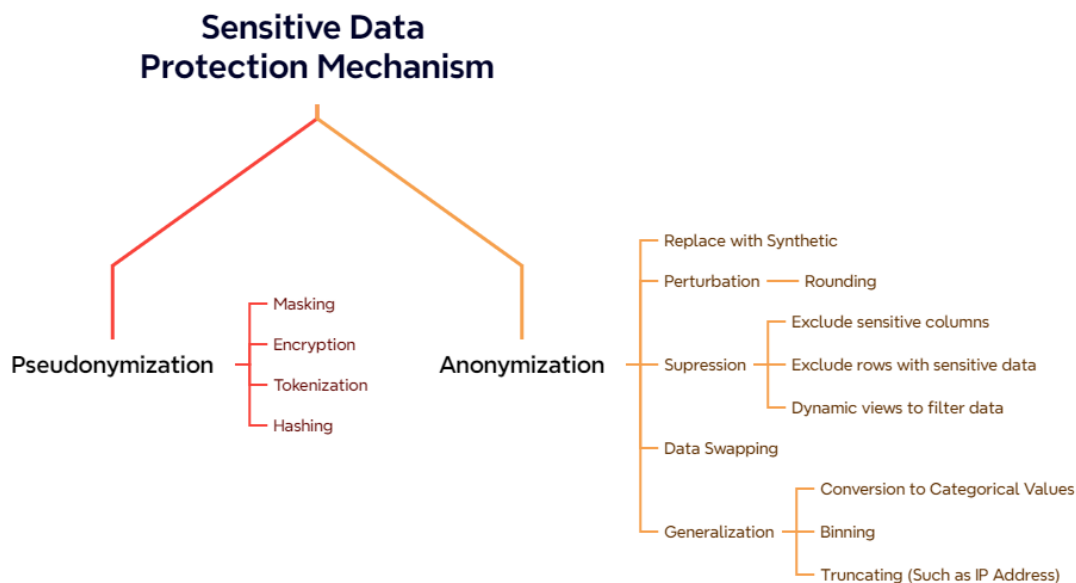 Sensitive Data
Protection Mechanism
Pseudonymization
Masking
Encryption
Tokenization
Hashing
Anonymization
Replace with Synthetic
Perturbation
Rounding
Supression
Exclude sensitive columns
Exclude rows with sensitive data
Dynamic views to filter data
Data Swapping
Generalization
Conversion to Categorical Values
Binning
Truncating (Such as IP Address)